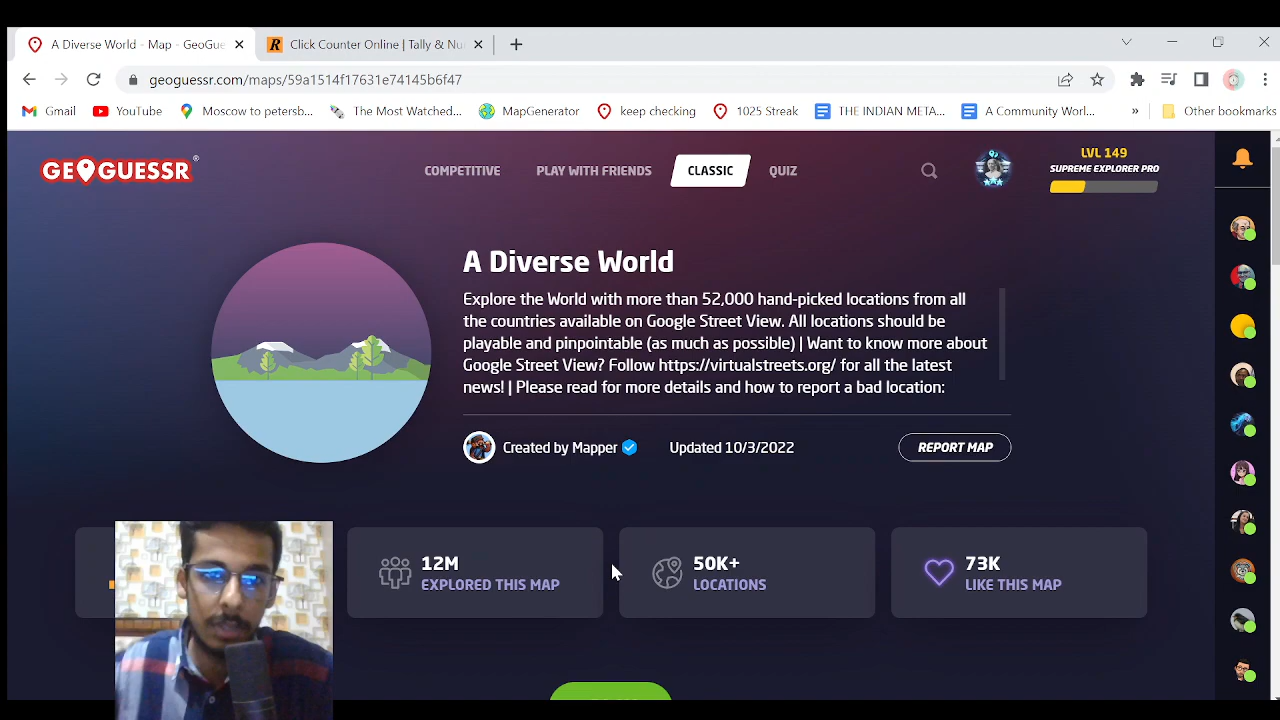 A Diverse World - Map - GeoGue
Click Counter Online | Tally & Nu
geoguessr.com/maps/59a1514f17631e74145b6f47
Gmail YouTube Moscow to petersb... The Most Watched... MapGenerator keep checking 1025 Streak THE INDIAN META... A Community Worl... » Other bookmarks
GEOGUESSR
COMPETITIVE PLAY WITH FRIENDS CLASSIC QUIZ
LVL 149
SUPREME EXPLORER PRO
A Diverse World
Explore the World with more than 52,000 hand-picked locations from all
the countries available on Google Street View. All locations should be
playable and pinpointable (as much as possible) | Want to know more about
Google Street View? Follow https://virtualstreets.org/ for all the latest
news! | Please read for more details and how to report a bad location:
Created by Mapper Updated 10/3/2022 REPORT MAP
12M
EXPLORED THIS MAP
50K+
LOCATIONS
73K
LIKE THIS MAP